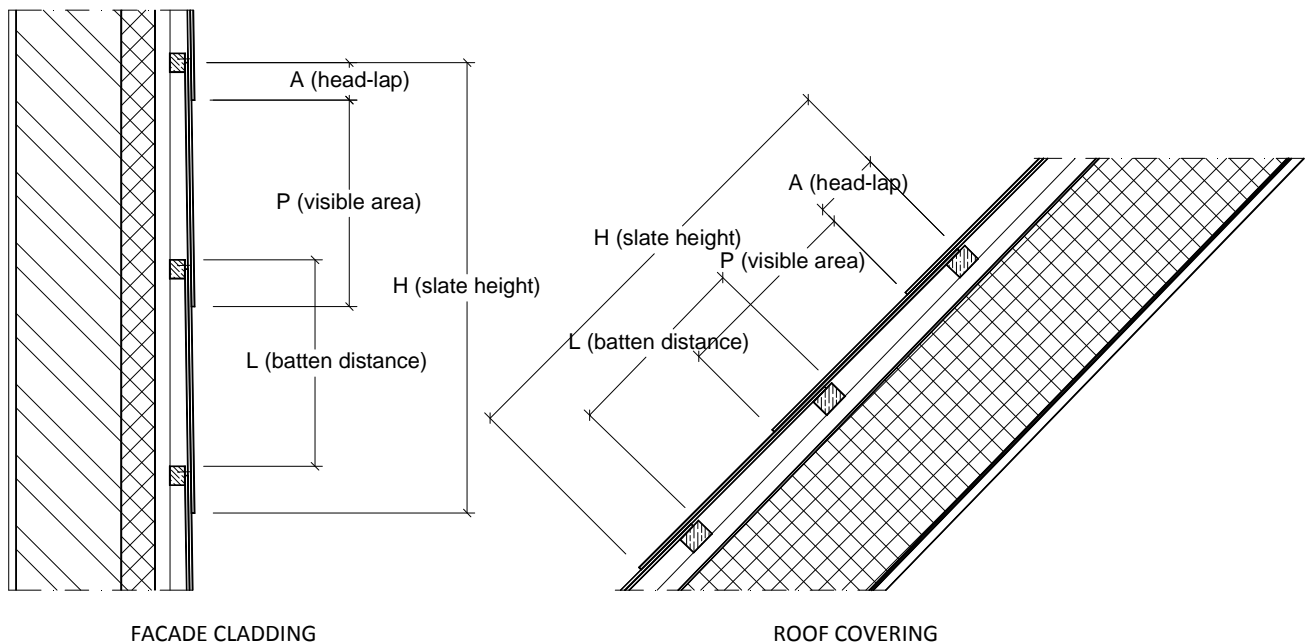 A (head-lap)
P (visible area)
H (slate height)
L (batten distance)
A (head-lap)
H (slate height)
P (visible area)
L (batten distance)
FACADE CLADDING
ROOF COVERING